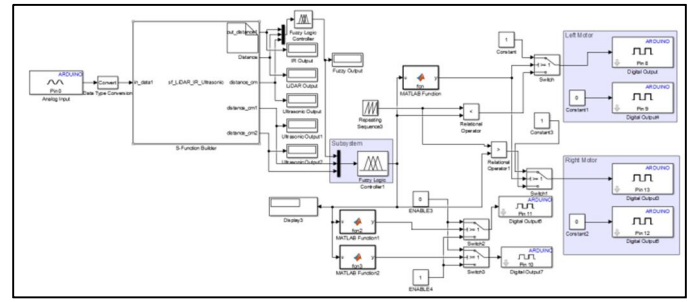 ARDUINO
Pin 0
Analog Input
Convert
Data Type Conversion
in_data1
sf_LiDAR_IR_Ultrasonic
out_distance4
Distance
distance_cm
distance_cm1
distance_cm2
S-Function Builder
Fuzzy Logic
Controller
IR Output
LiDAR Output
Ultrasonic Output
Ultrasonic Output1
Ultrasonic Output2
Fuzzy Output
Subsystem
Fuzzy Logic
Controller1
Display3
fcn
MATLAB Function
Repeating
Sequence3
<
Relational
Operator
>
Relational
Operator1
u
fcn2
y
MATLAB Function1
u
fcn3
y
MATLAB Function2
0
ENABLE3
1
ENABLE4
1
Constant
Switch
1
Constant3
Switch1
Switch2
Switch3
Left Motor
ARDUINO
Pin 8
Digital Output
0
Constant1
ARDUINO
Pin 9
Digital Output4
Right Motor
ARDUINO
Pin 13
Digital Output3
0
Constant2
ARDUINO
Pin 12
Digital Output5
ARDUINO
Pin 11
Digital Output6
ARDUINO
Pin 10
Digital Output7